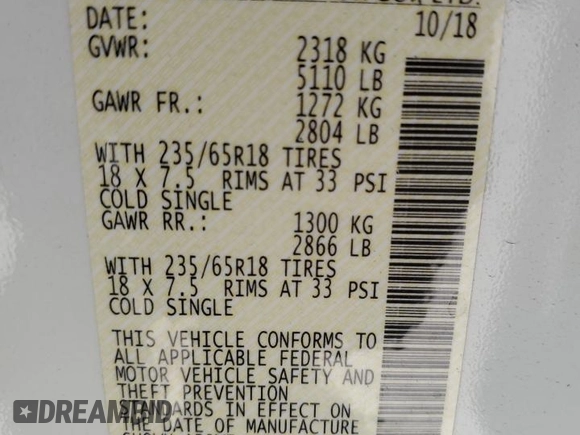 LTD.
DATE: 10/18
GVWR: 2318 KG
5110 LB
GAWR FR.: 1272 KG
2804 LB
WITH 235/65R18 TIRES
18 X 7.5 RIMS AT 33 PSI
COLD SINGLE
GAWR RR.: 1300 KG
2866 LB
WITH 235/65R18 TIRES
18 X 7.5 RIMS AT 33 PSI
COLD SINGLE
THIS VEHICLE CONFORMS TO
ALL APPLICABLE FEDERAL
MOTOR VEHICLE SAFETY AND
THEFT PREVENTION
STANDARDS IN EFFECT ON
THE DATE OF MANUFACTURE
SHOWN